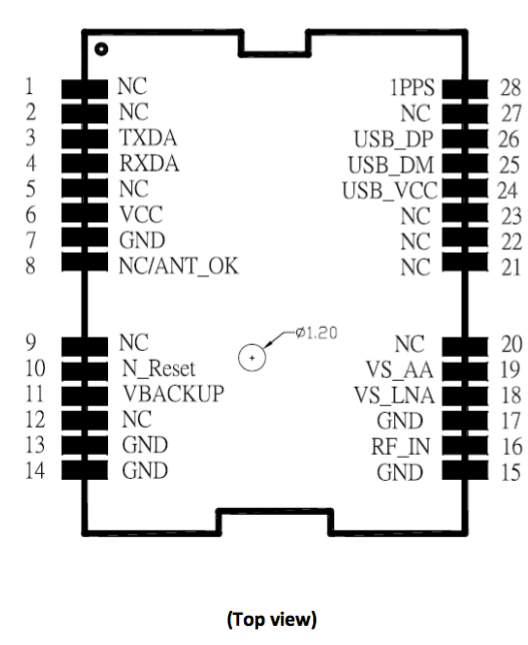 1 NC 1PPS 28
2 NC NC 27
3 TXDA USB_DP 26
4 RXDA USB_DM 25
5 NC USB_VCC 24
6 VCC NC 23
7 GND NC 22
8 NC/ANT_OK NC 21
ø1.20
9 NC NC 20
10 N_Reset VS_AA 19
11 VBACKUP VS_LNA 18
12 NC GND 17
13 GND RF_IN 16
14 GND GND 15
(Top view)